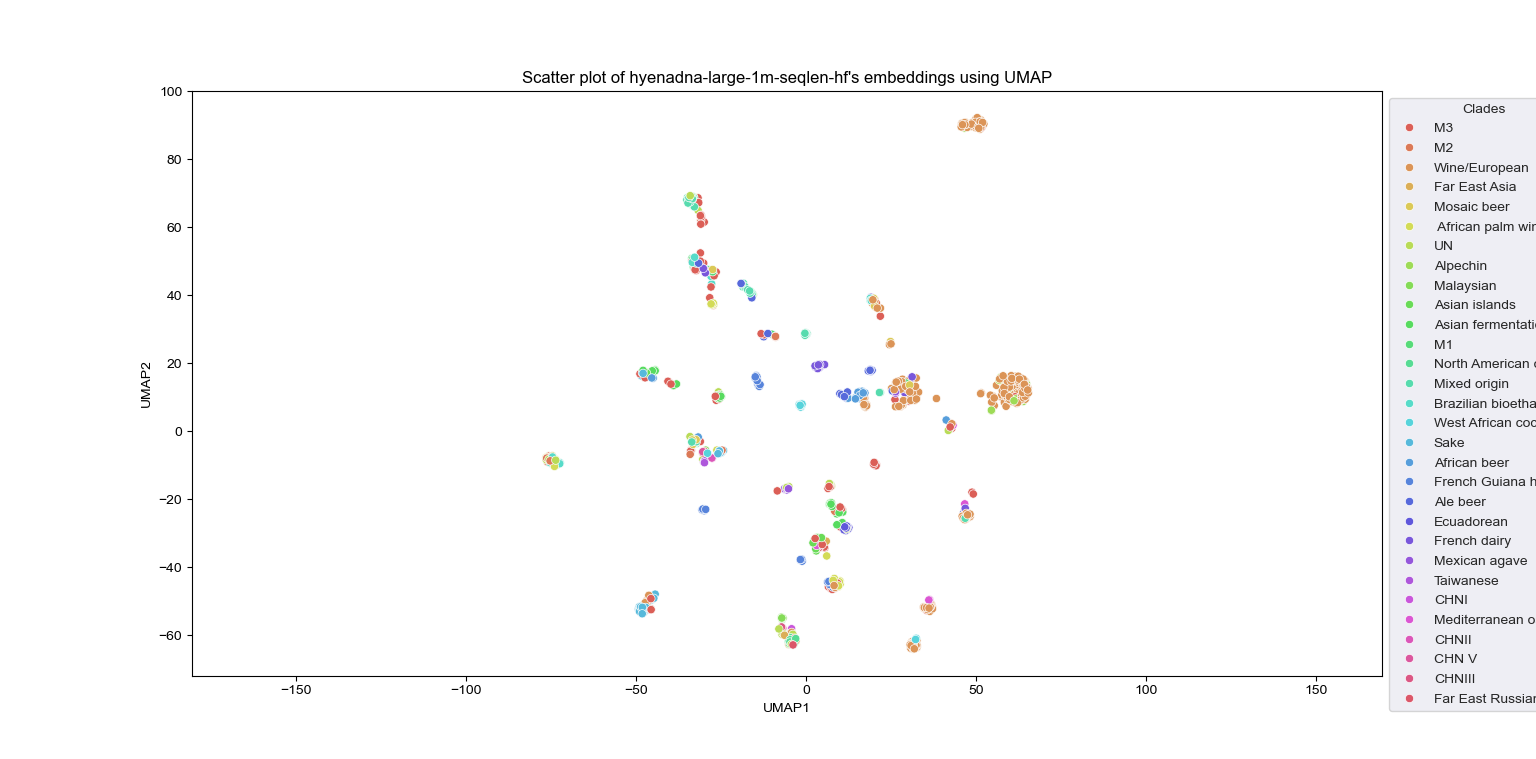 Scatter plot of hyenadna-large-1m-seqlen-hf's embeddings using UMAP
100
80
60
40
20
0
−20
−40
−60
UMAP2
−150
−100
−50
0
50
100
150
UMAP1
Clades
M3
M2
Wine/European
Far East Asia
Mosaic beer
African palm win
UN
Alpechin
Malaysian
Asian islands
Asian fermentati
M1
North American o
Mixed origin
Brazilian bioetha
West African coc
Sake
African beer
French Guiana h
Ale beer
Ecuadorean
French dairy
Mexican agave
Taiwanese
CHNI
Mediterranean o
CHNII
CHN V
CHNIII
Far East Russian